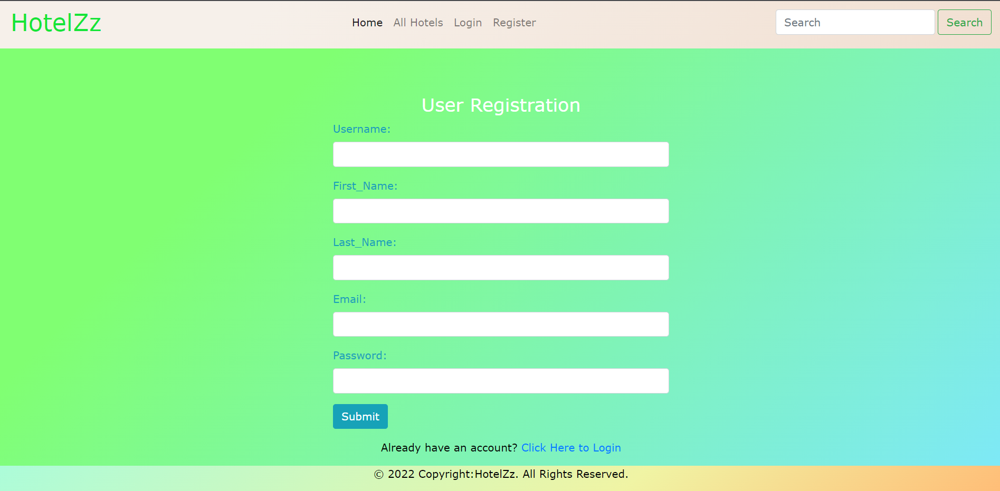 HotelZz
Home All Hotels Login Register
Search Search
User Registration
Username:
First_Name:
Last_Name:
Email:
Password:
Submit
Already have an account? Click Here to Login
© 2022 Copyright:HotelZz. All Rights Reserved.